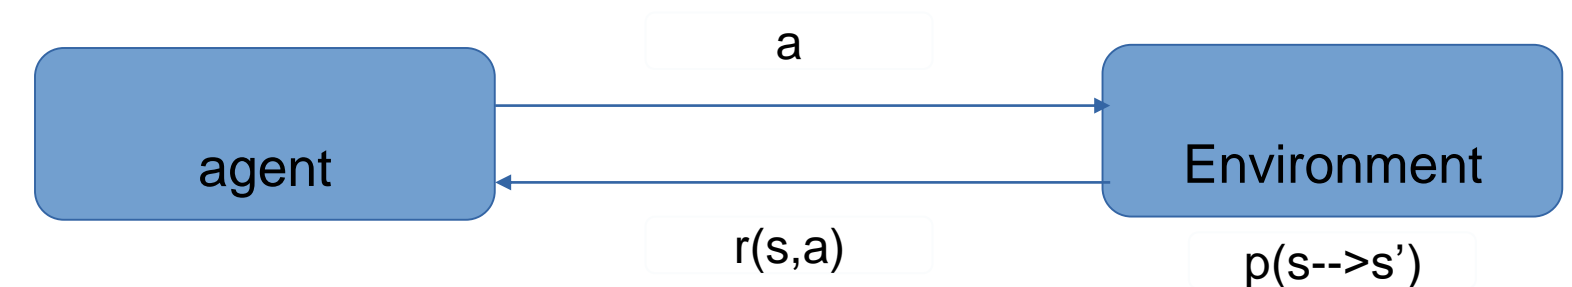 a
agent
Environment
r(s,a)
p(s-->s’)